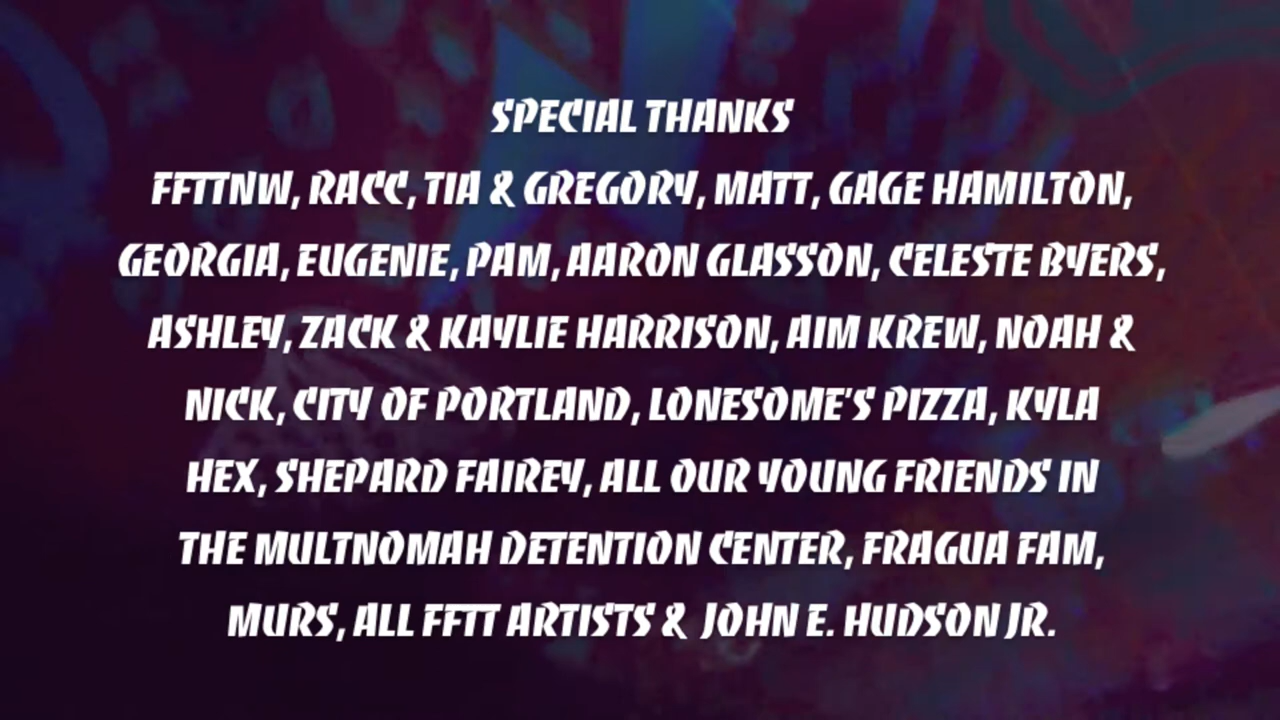 SPECIAL THANKS
FFTTNW, RACC, TIA & GREGORY, MATT, GAGE HAMILTON,
GEORGIA, EUGENIE, PAM, AARON GLASSON, CELESTE BYERS,
ASHLEY, ZACK & KAYLIE HARRISON, AIM KREW, NOAH &
NICK, CITY OF PORTLAND, LONESOME'S PIZZA, KYLA
HEX, SHEPARD FAIREY, ALL OUR YOUNG FRIENDS IN
THE MULTNOMAH DETENTION CENTER, FRAGUA FAM,
MURS, ALL FFTT ARTISTS & JOHN E. HUDSON JR.